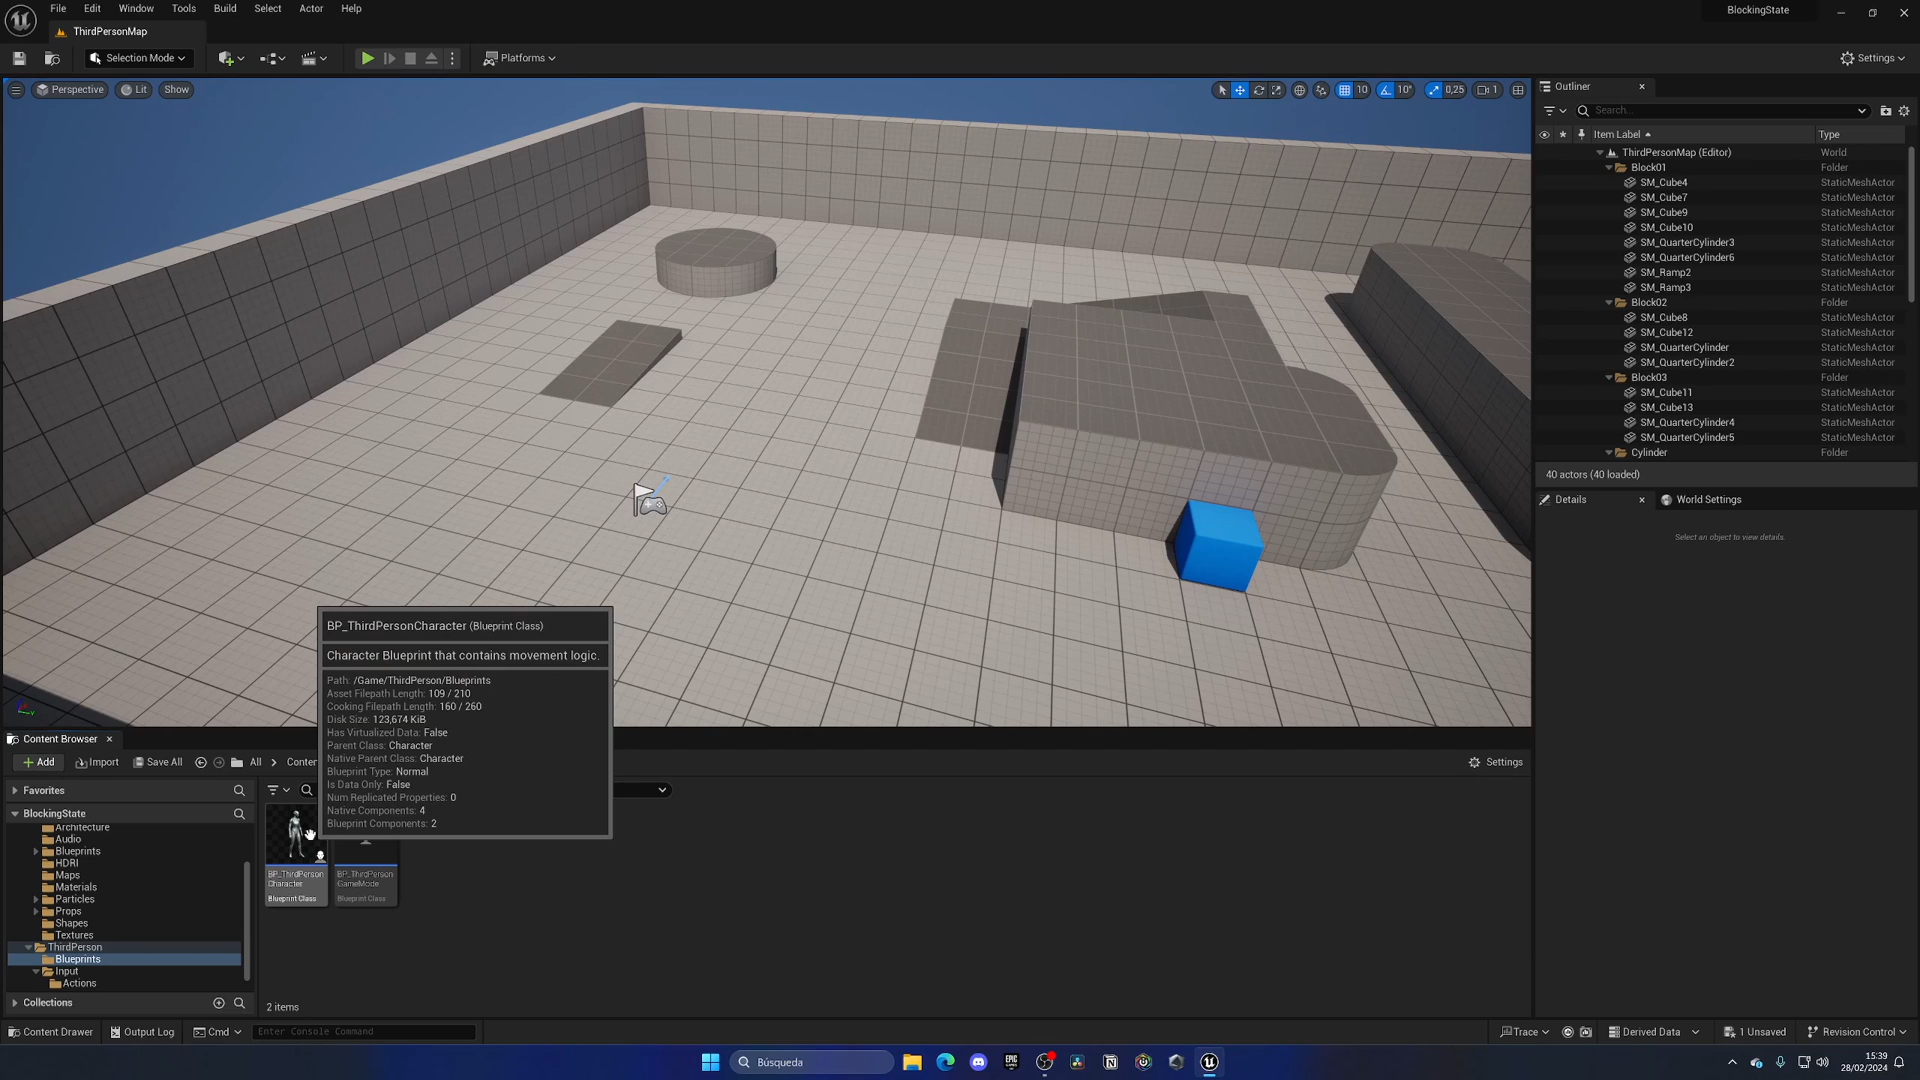 File Edit Window Tools Build Select Actor Help
BlockingState
ThirdPersonMap
Selection Mode
Platforms
Settings
Perspective Lit Show
10 10° 0,25 1
Outliner
Search...
Item Label Type
ThirdPersonMap (Editor) World
Block01 Folder
SM_Cube4 StaticMeshActor
SM_Cube7 StaticMeshActor
SM_Cube9 StaticMeshActor
SM_Cube10 StaticMeshActor
SM_QuarterCylinder3 StaticMeshActor
SM_QuarterCylinder6 StaticMeshActor
SM_Ramp2 StaticMeshActor
SM_Ramp3 StaticMeshActor
Block02 Folder
SM_Cube8 StaticMeshActor
SM_Cube12 StaticMeshActor
SM_QuarterCylinder StaticMeshActor
SM_QuarterCylinder2 StaticMeshActor
Block03 Folder
SM_Cube11 StaticMeshActor
SM_Cube13 StaticMeshActor
SM_QuarterCylinder4 StaticMeshActor
SM_QuarterCylinder5 StaticMeshActor
Cylinder Folder
40 actors (40 loaded)
Details World Settings
Select an object to view details.
BP_ThirdPersonCharacter (Blueprint Class)
Character Blueprint that contains movement logic.
Path: /Game/ThirdPerson/Blueprints
Asset Filepath Length: 109 / 210
Cooking Filepath Length: 160 / 260
Disk Size: 123,674 KiB
Has Virtualized Data: False
Parent Class: Character
Native Parent Class: Character
Blueprint Type: Normal
Is Data Only: False
Num Replicated Properties: 0
Native Components: 4
Blueprint Components: 2
Content Browser
Add Import Save All All Conten
Settings
Favorites
BlockingState
Architecture
Audio
Blueprints
HDRI
Maps
Materials
Particles
Props
Shapes
Textures
ThirdPerson
Blueprints
Input
Actions
Collections
BP_ThirdPerson
Character
Blueprint Class
BP_ThirdPerson
GameMode
Blueprint Class
2 items
Content Drawer Output Log Cmd Enter Console Command
Trace Derived Data 1 Unsaved Revision Control
Búsqueda
EPIC
GAMES
15:39
28/02/2024